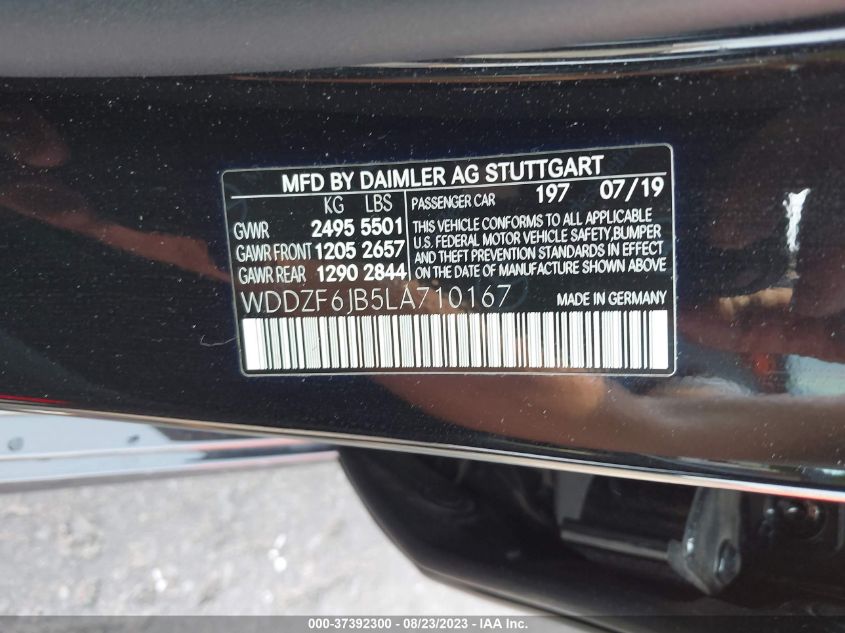 MFD BY DAIMLER AG STUTTGART
KG LBS
GVWR 2495 5501
GAWR FRONT 1205 2657
GAWR REAR 1290 2844
PASSENGER CAR 197 07/19
THIS VEHICLE CONFORMS TO ALL APPLICABLE
U.S. FEDERAL MOTOR VEHICLE SAFETY, BUMPER
AND THEFT PREVENTION STANDARDS IN EFFECT
ON THE DATE OF MANUFACTURE SHOWN ABOVE
WDDZF6JB5LA710167 MADE IN GERMANY
000-37392300 - 08/23/2023 - IAAI.com